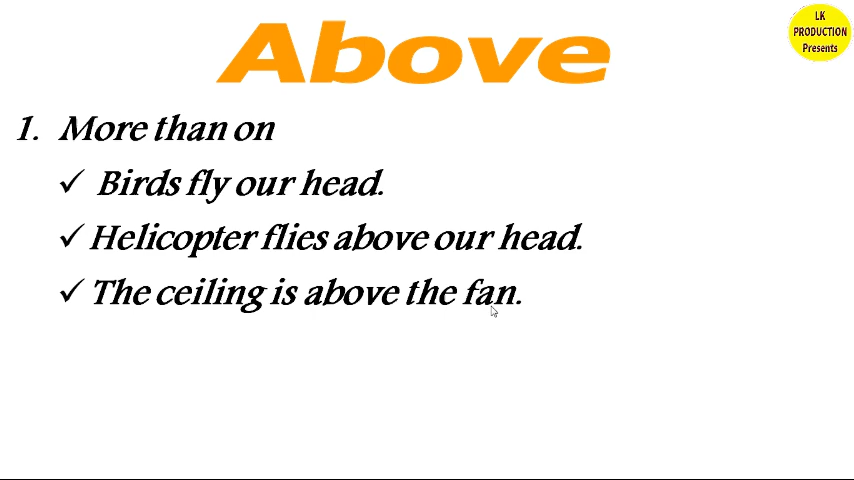 Above
LK
PRODUCTION
Presents
1. More than on
✓ Birds fly our head.
✓ Helicopter flies above our head.
✓ The ceiling is above the fan.